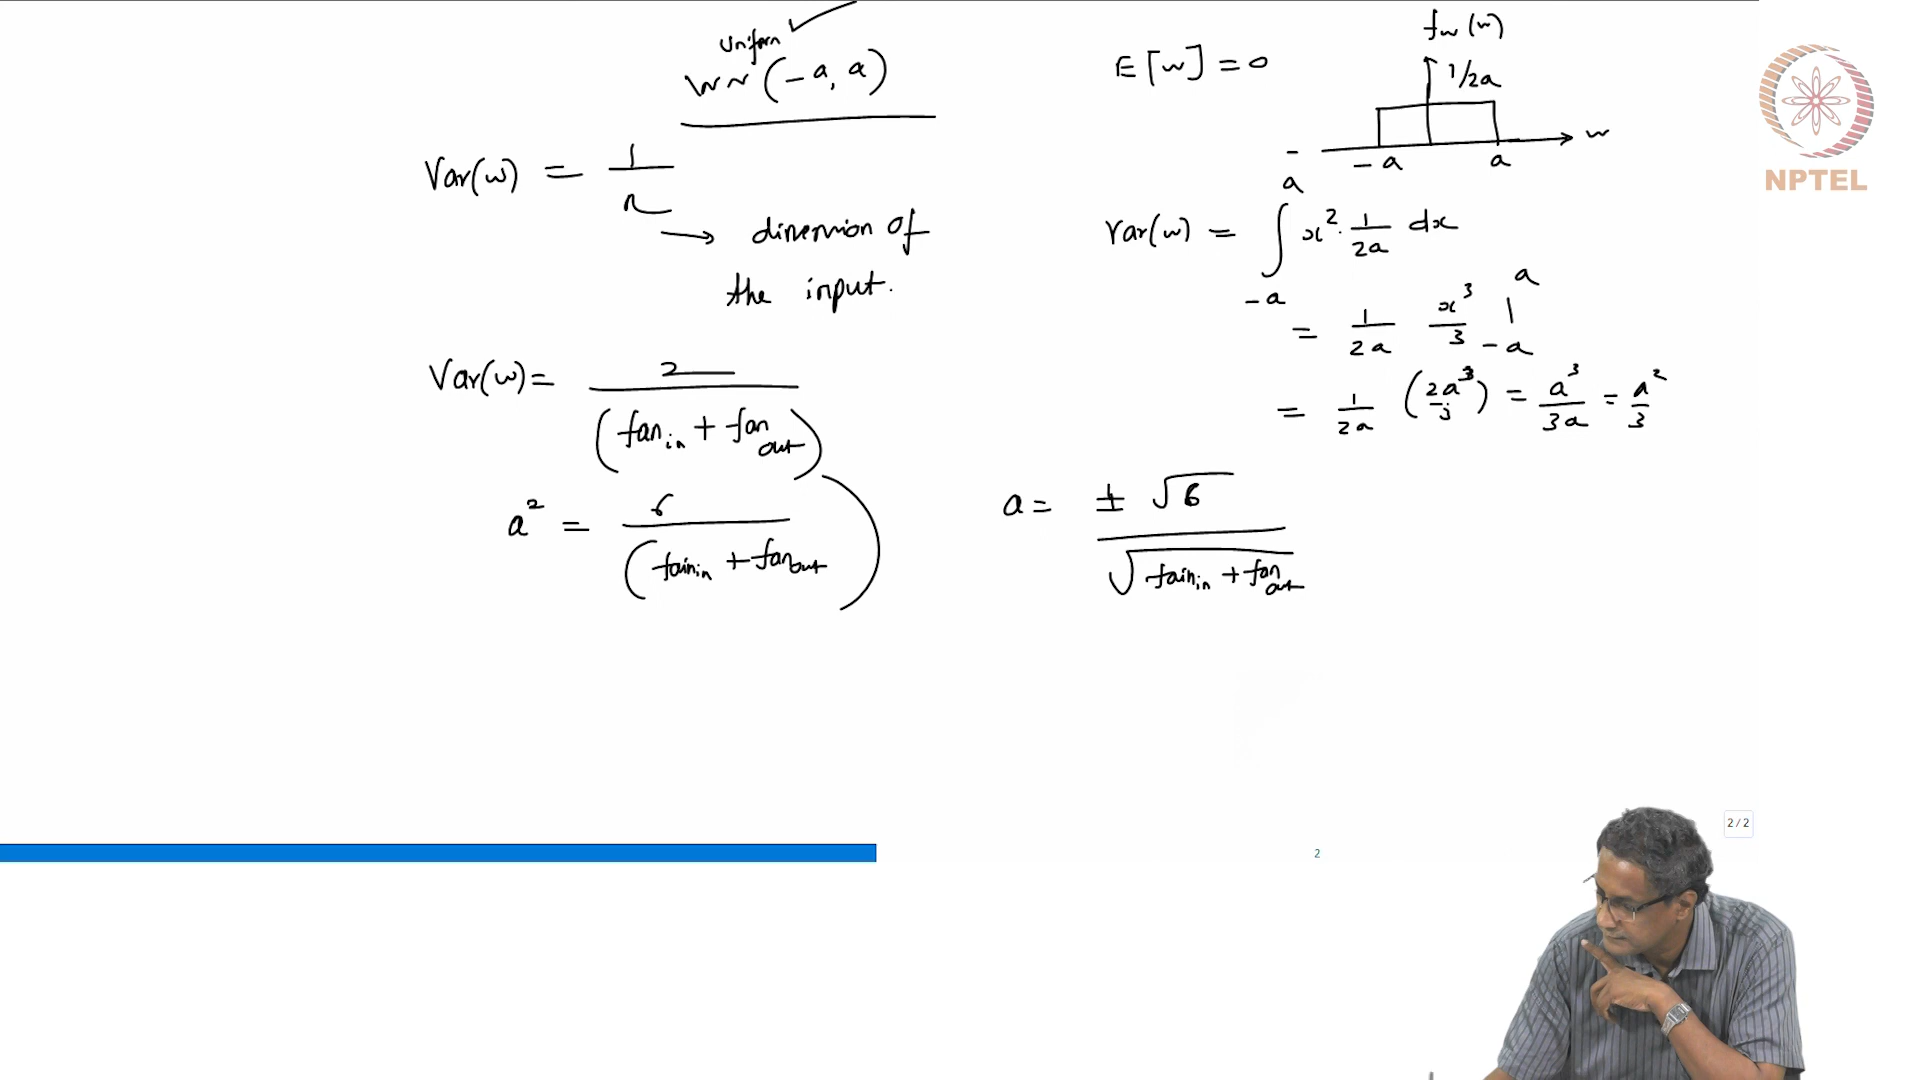 Uniform
w ~ (-a, a)
Var(w) = 1/n
→ dimension of
the input.
Var(w) = 2/(fan_in + fan_out)
a² = 6/(fain_in + fan_out)
E[w] = 0
f_w(w)
1/2a
w
-a a
-
a
Var(w) = ∫ x² · 1/2a dx
-a
= 1/2a x³/3 | a
-a
= 1/2a (2a³/3) = a³/3a = a²/3
a = ± √6/√(fain_in + fan_out)
NPTEL
2 / 2
2